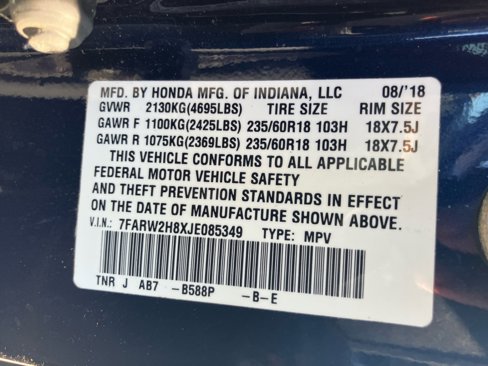 MFD. BY HONDA MFG. OF INDIANA, LLC 08/'18
GVWR 2130KG(4695LBS) TIRE SIZE RIM SIZE
GAWR F 1100KG(2425LBS) 235/60R18 103H 18X7.5J
GAWR R 1075KG(2369LBS) 235/60R18 103H 18X7.5J
THIS VEHICLE CONFORMS TO ALL APPLICABLE
FEDERAL MOTOR VEHICLE SAFETY
AND THEFT PREVENTION STANDARDS IN EFFECT
ON THE DATE OF MANUFACTURE SHOWN ABOVE.
V.I.N.: 7FARW2H8XJE085349 TYPE: MPV
TNR J AB7 -B588P -B-E